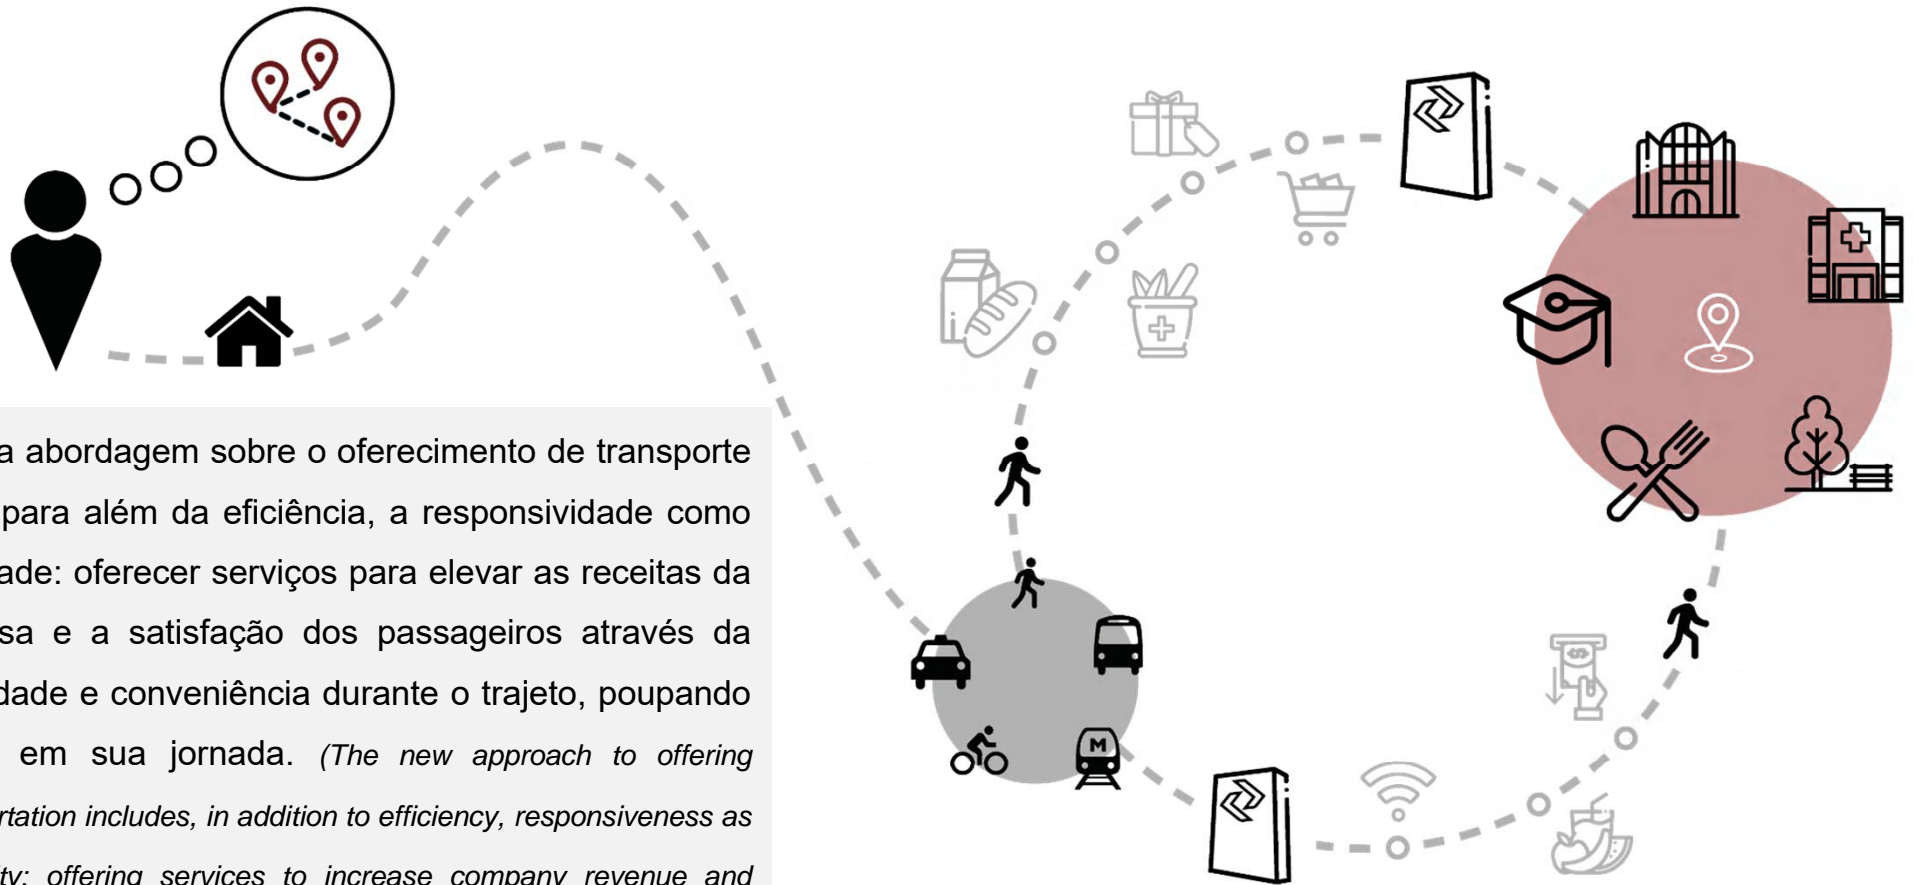 a abordagem sobre o oferecimento de transporte
para além da eficiência, a responsividade como
ade: oferecer serviços para elevar as receitas da
sa e a satisfação dos passageiros através da
dade e conveniência durante o trajeto, poupando
em sua jornada. (The new approach to offering
rtation includes, in addition to efficiency, responsiveness as
ty: offering services to increase company revenue and
M